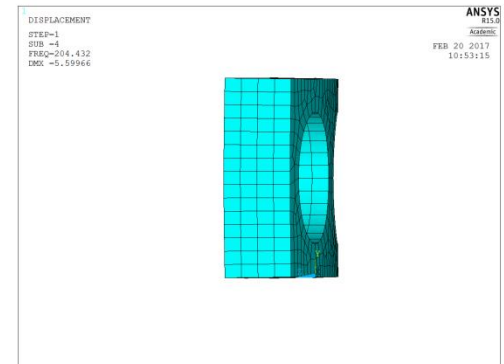 1
DISPLACEMENT
STEP=1
SUB =4
FREQ=204.432
DMX =5.59966
ANSYS
R15.0
Academic
FEB 20 2017
10:53:15
Y